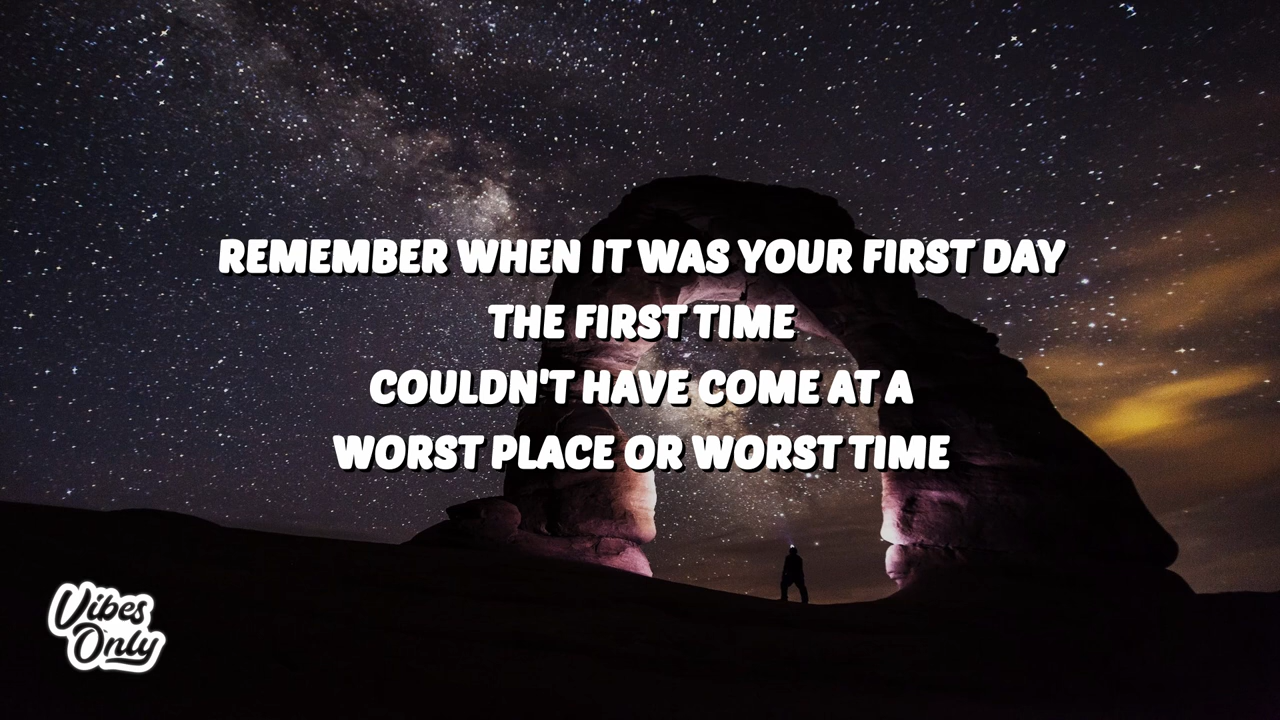 REMEMBER WHEN IT WAS YOUR FIRST DAY
THE FIRST TIME
COULDN'T HAVE COME AT A
WORST PLACE OR WORST TIME
Vibes
Only